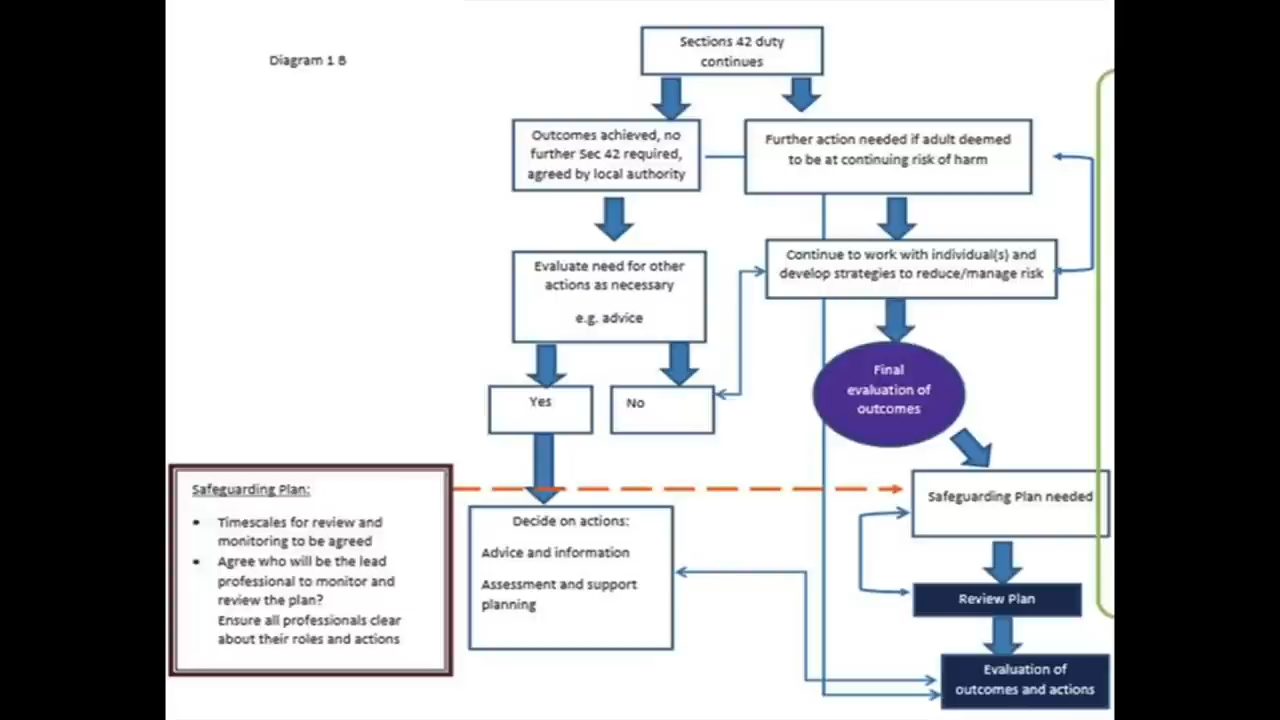 Diagram 1 B
Sections 42 duty
continues
Outcomes achieved, no
further Sec 42 required,
agreed by local authority
Further action needed if adult deemed
to be at continuing risk of harm
Evaluate need for other
actions as necessary
e.g. advice
Continue to work with individual(s) and
develop strategies to reduce/manage risk
Yes
No
Final
evaluation of
outcomes
Safeguarding Plan:
• Timescales for review and
monitoring to be agreed
• Agree who will be the lead
professional to monitor and
review the plan?
Ensure all professionals clear
about their roles and actions
Decide on actions:
Advice and information
Assessment and support
planning
Safeguarding Plan needed
Review Plan
Evaluation of
outcomes and actions